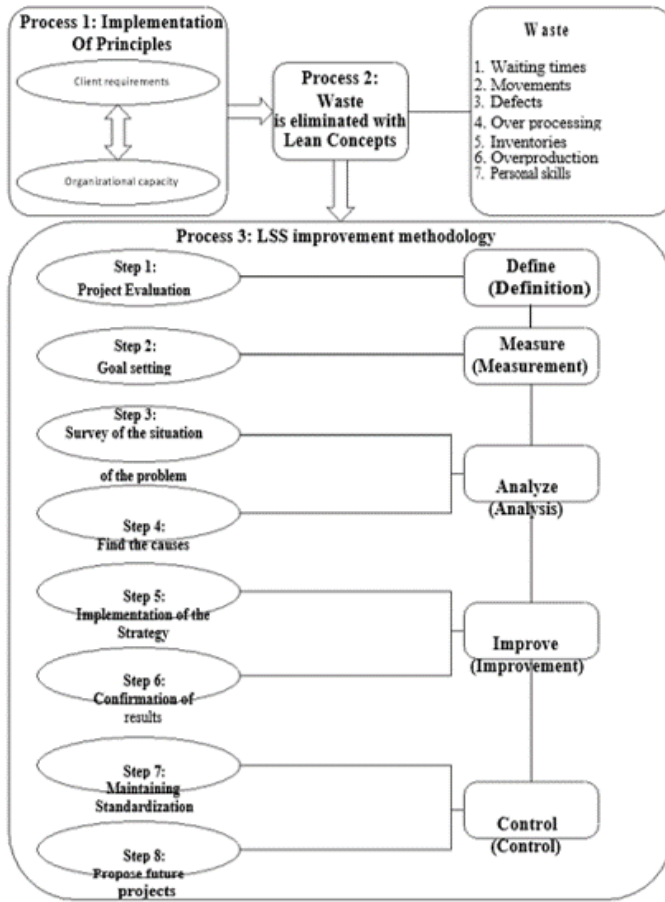 Process 1: Implementation
Of Principles
Client requirements
Organizational capacity
Process 2:
Waste
is eliminated with
Lean Concepts
Waste
1. Waiting times
2. Movements
3. Defects
4. Over processing
5. Inventories
6. Overproduction
7. Personal skills
Process 3: LSS improvement methodology
Step 1:
Project Evaluation
Define
(Definition)
Step 2:
Goal setting
Measure
(Measurement)
Step 3:
Survey of the situation
of the problem
Step 4:
Find the causes
Analyze
(Analysis)
Step 5:
Implementation of the
Strategy
Step 6:
Confirmation of
results
Improve
(Improvement)
Step 7:
Maintaining
Standardization
Step 8:
Propose future
projects
Control
(Control)